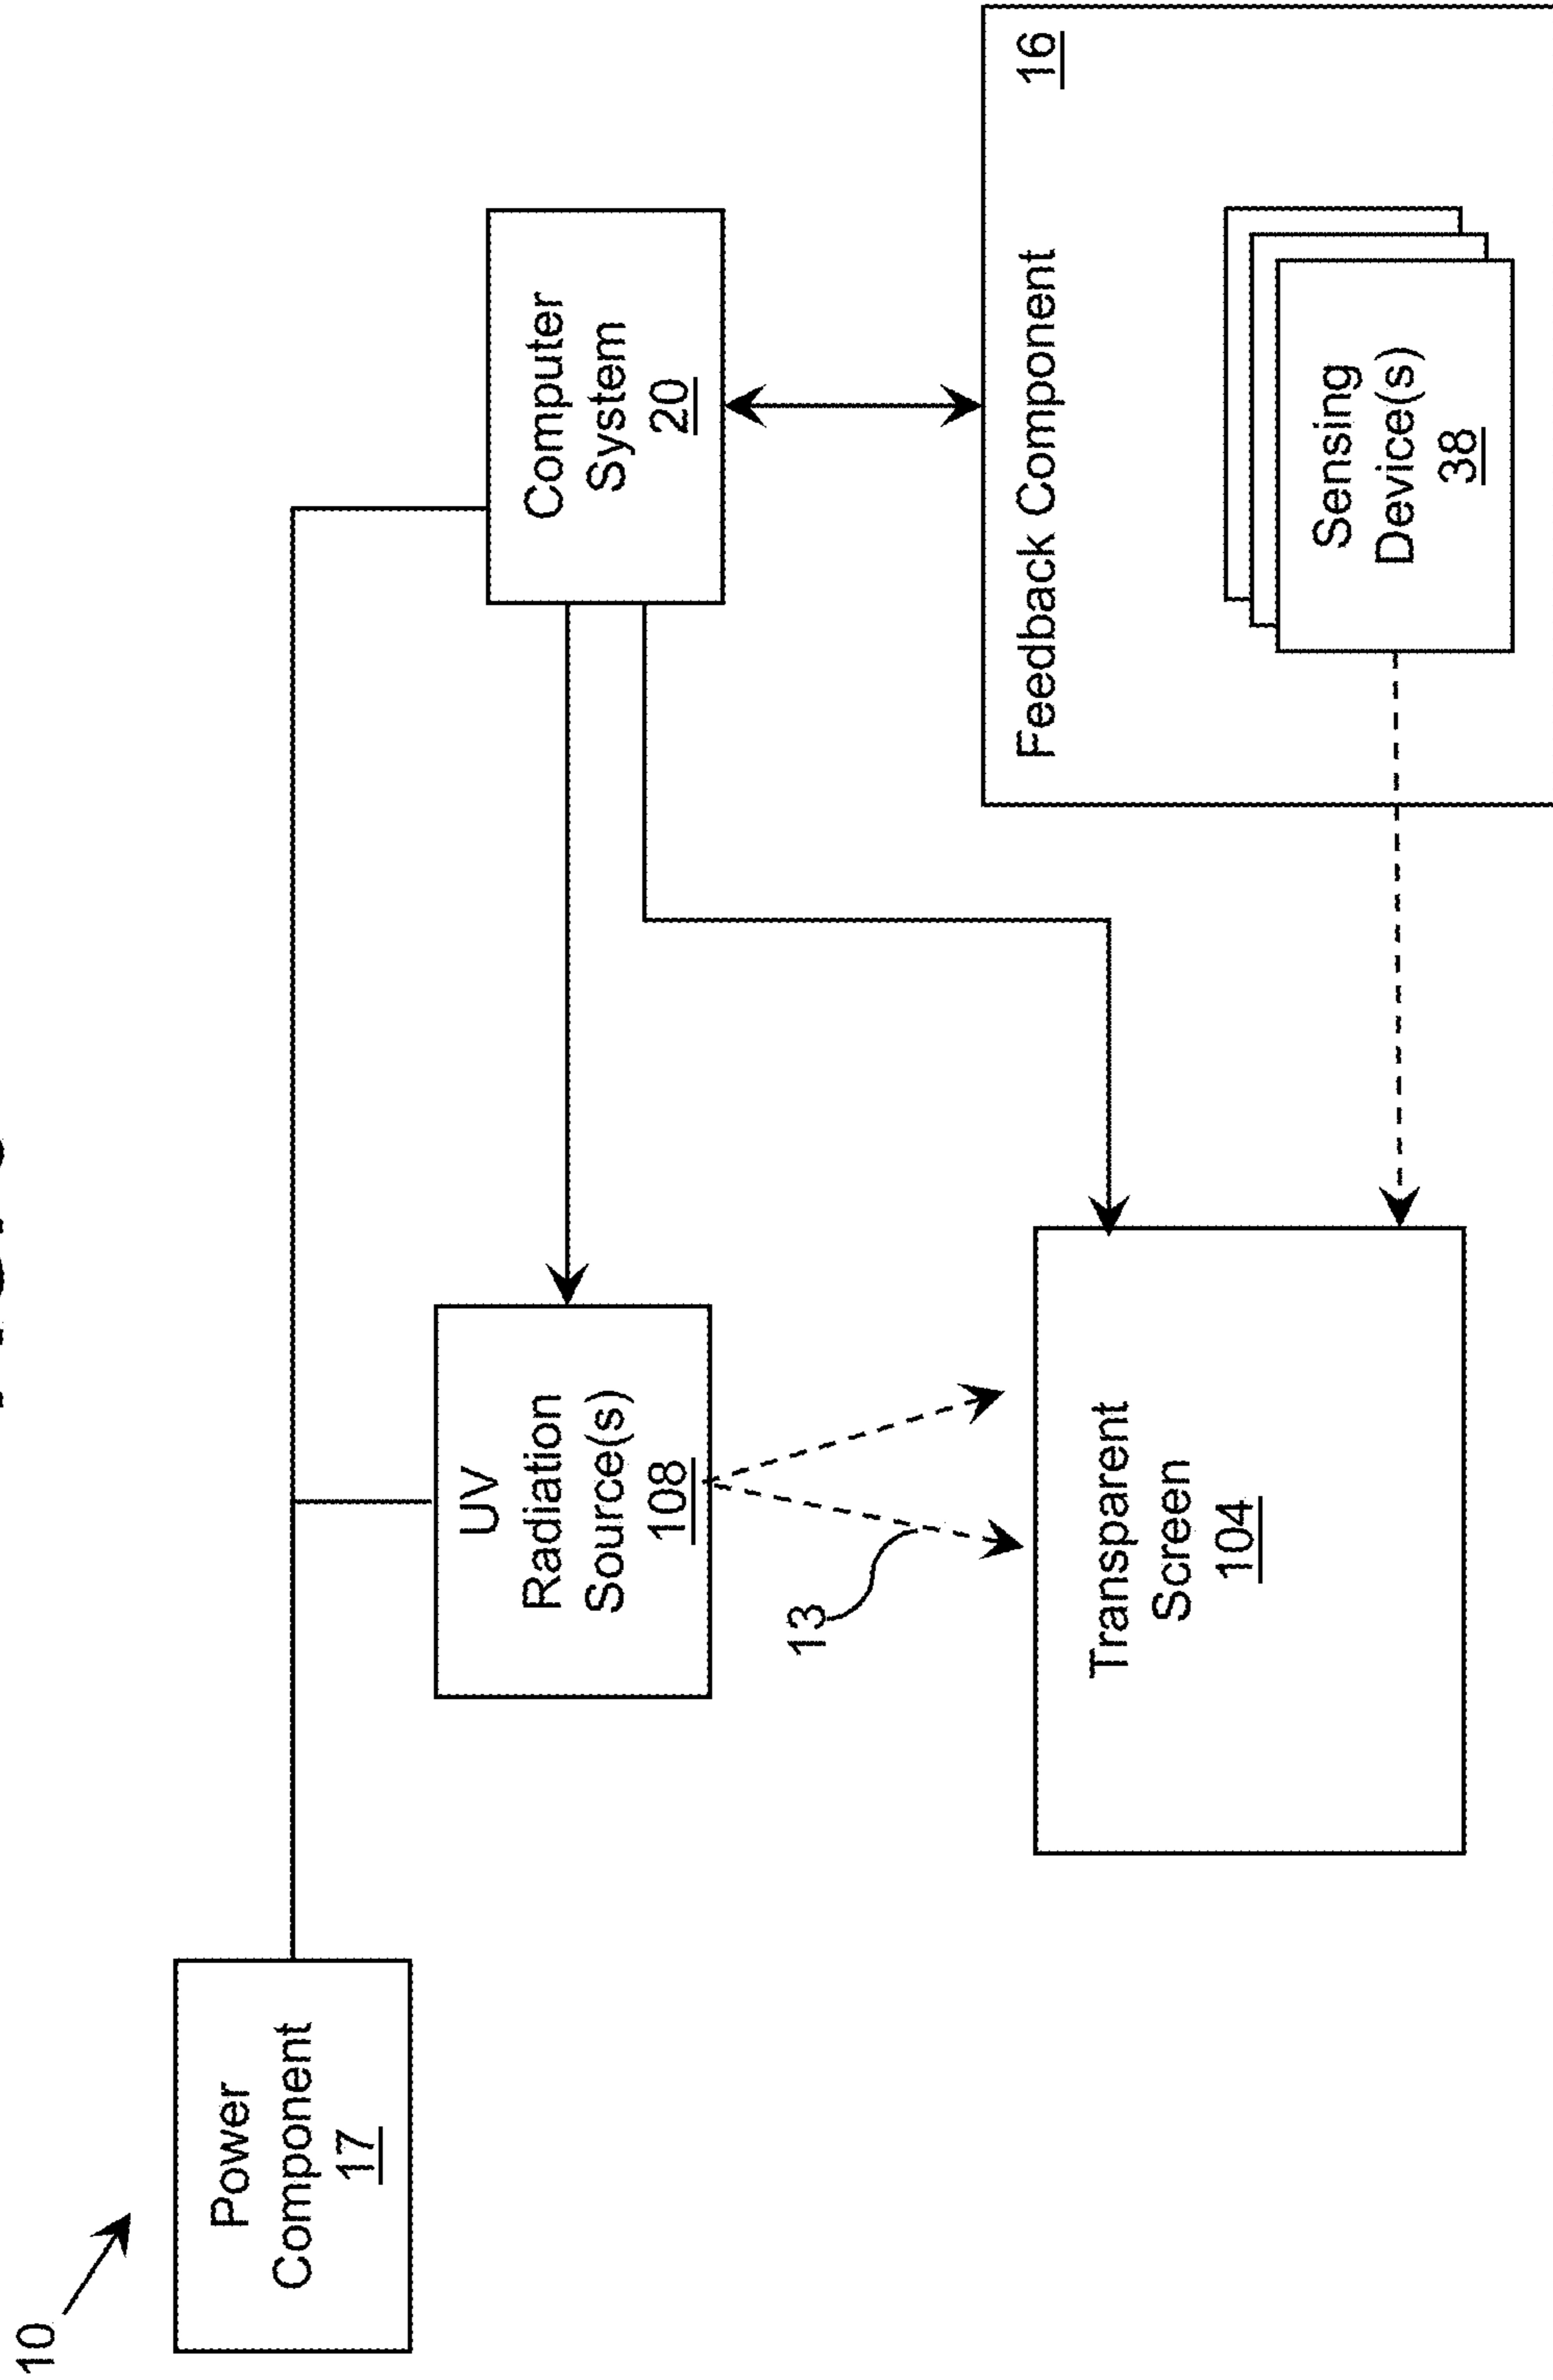 10
Power
Component
17
UV
Radiation
Source(s)
108
13
Transparent
Screen
104
Computer
System
20
Feedback Component
16
Sensing
Device(s)
38